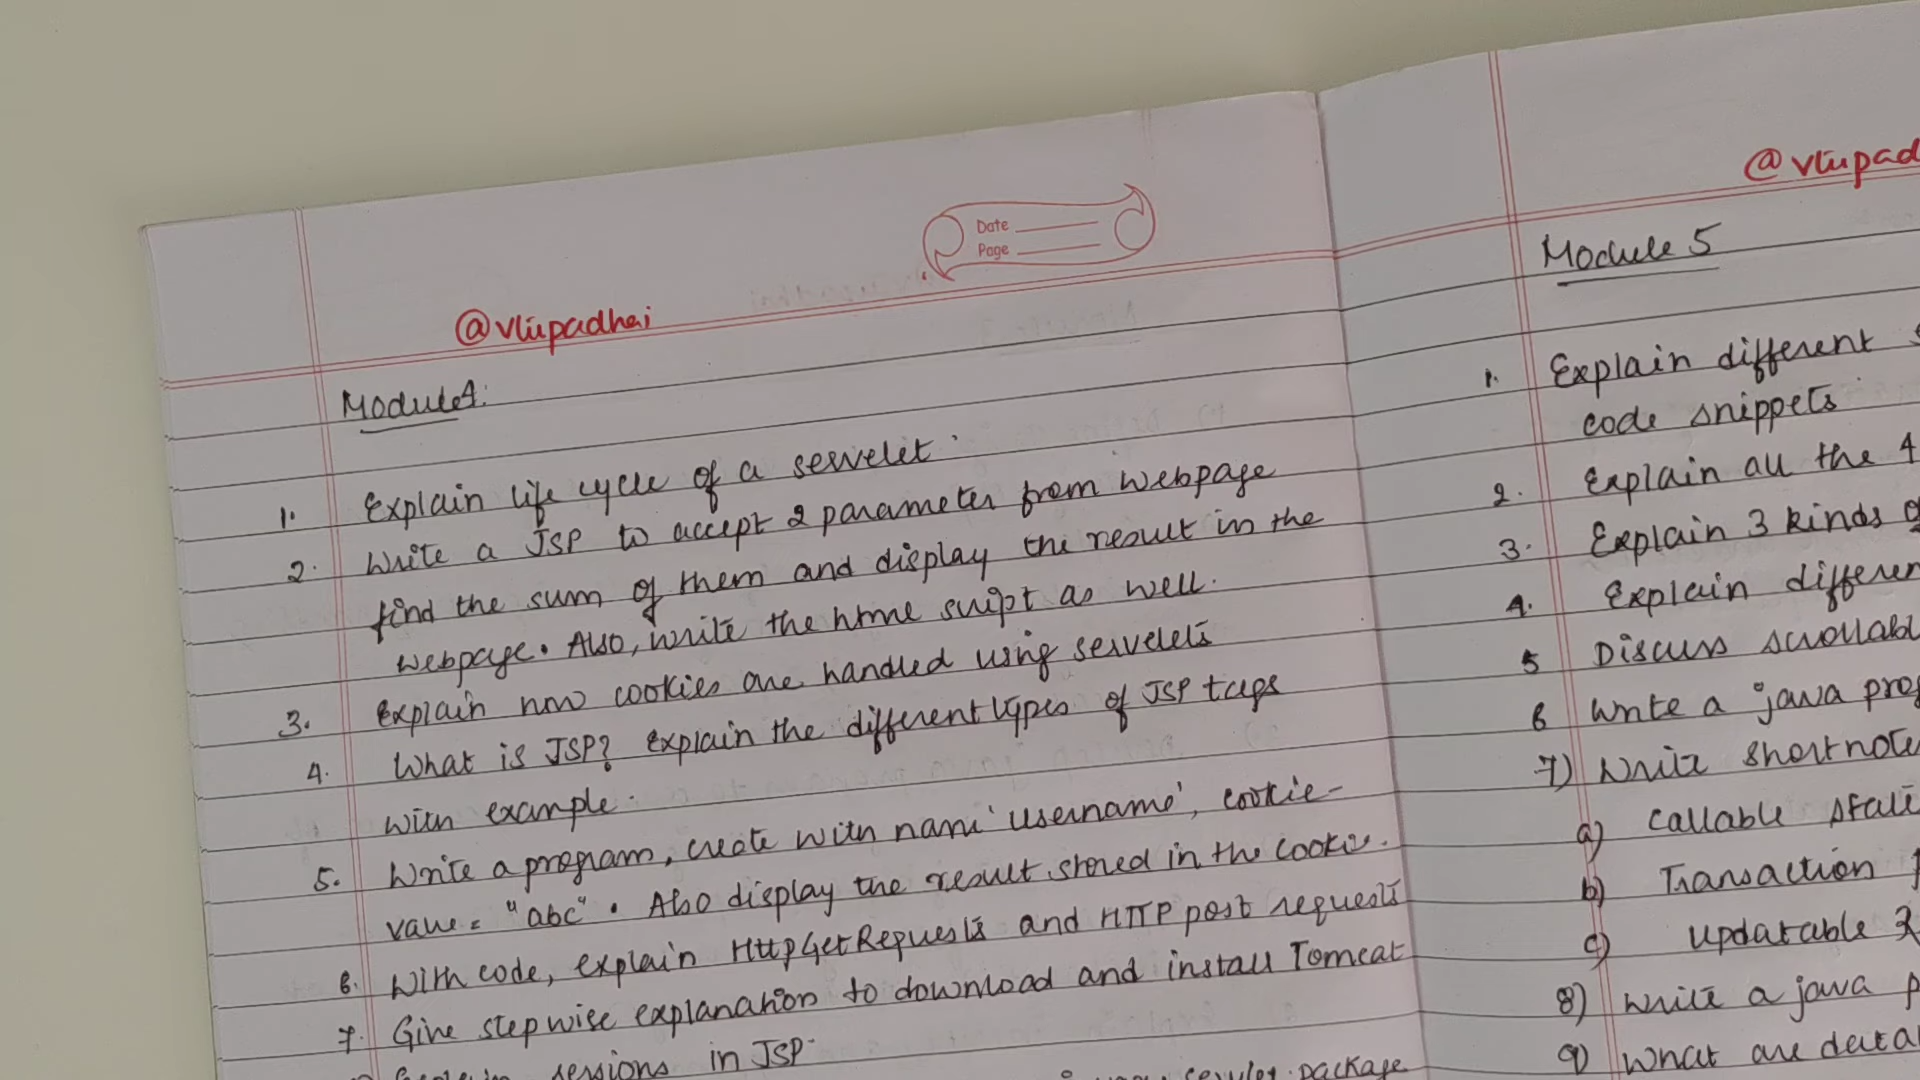 Date
Page
@vtupadhai
Module 4:
1. Explain life cycle of a servelet.
2. Write a JSP to accept 2 parameter from webpage
find the sum of them and display the result in the
webpage. Also, write the html script as well.
3. Explain how cookies are handled using servelets
4. What is JSP? Explain the different types of JSP tags
with example.
5. Write a program, create with name 'username', cookie-
value = "abc". Also display the result stored in the cookie.
6. With code, explain HttpGetRequests and HTTP post requests
7. Give stepwise explanation to download and install Tomcat
sessions in JSP
servlet package
@vtupad
Module 5
1. Explain different
code snippets
2. Explain all the 4
3. Explain 3 kinds
4. Explain differen
5 Discuss scrollabl
6 Write a java prog
7) Write shortnote
a) Callable state
b) Transaction
c) Updatable
8) Write a java p
9) What are data